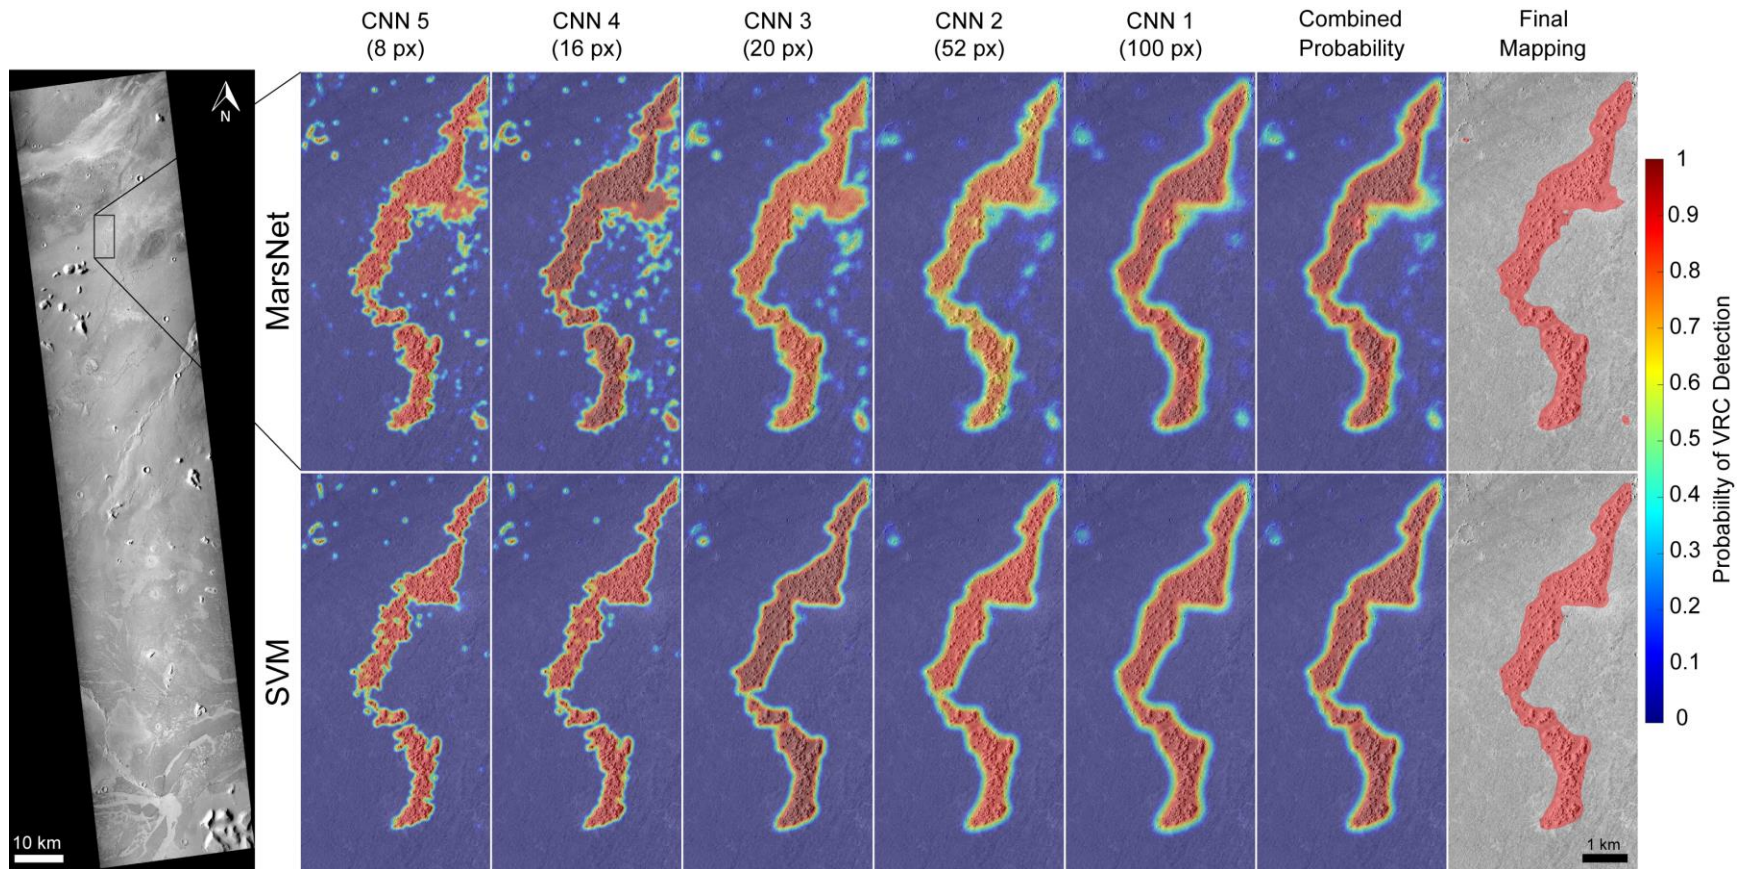 CNN 5
(8 px)
CNN 4
(16 px)
CNN 3
(20 px)
CNN 2
(52 px)
CNN 1
(100 px)
Combined
Probability
Final
Mapping
N
MarsNet
SVM
10 km
1 km
1
0.9
0.8
0.7
0.6
0.5
0.4
0.3
0.2
0.1
0
Probability of VRC Detection